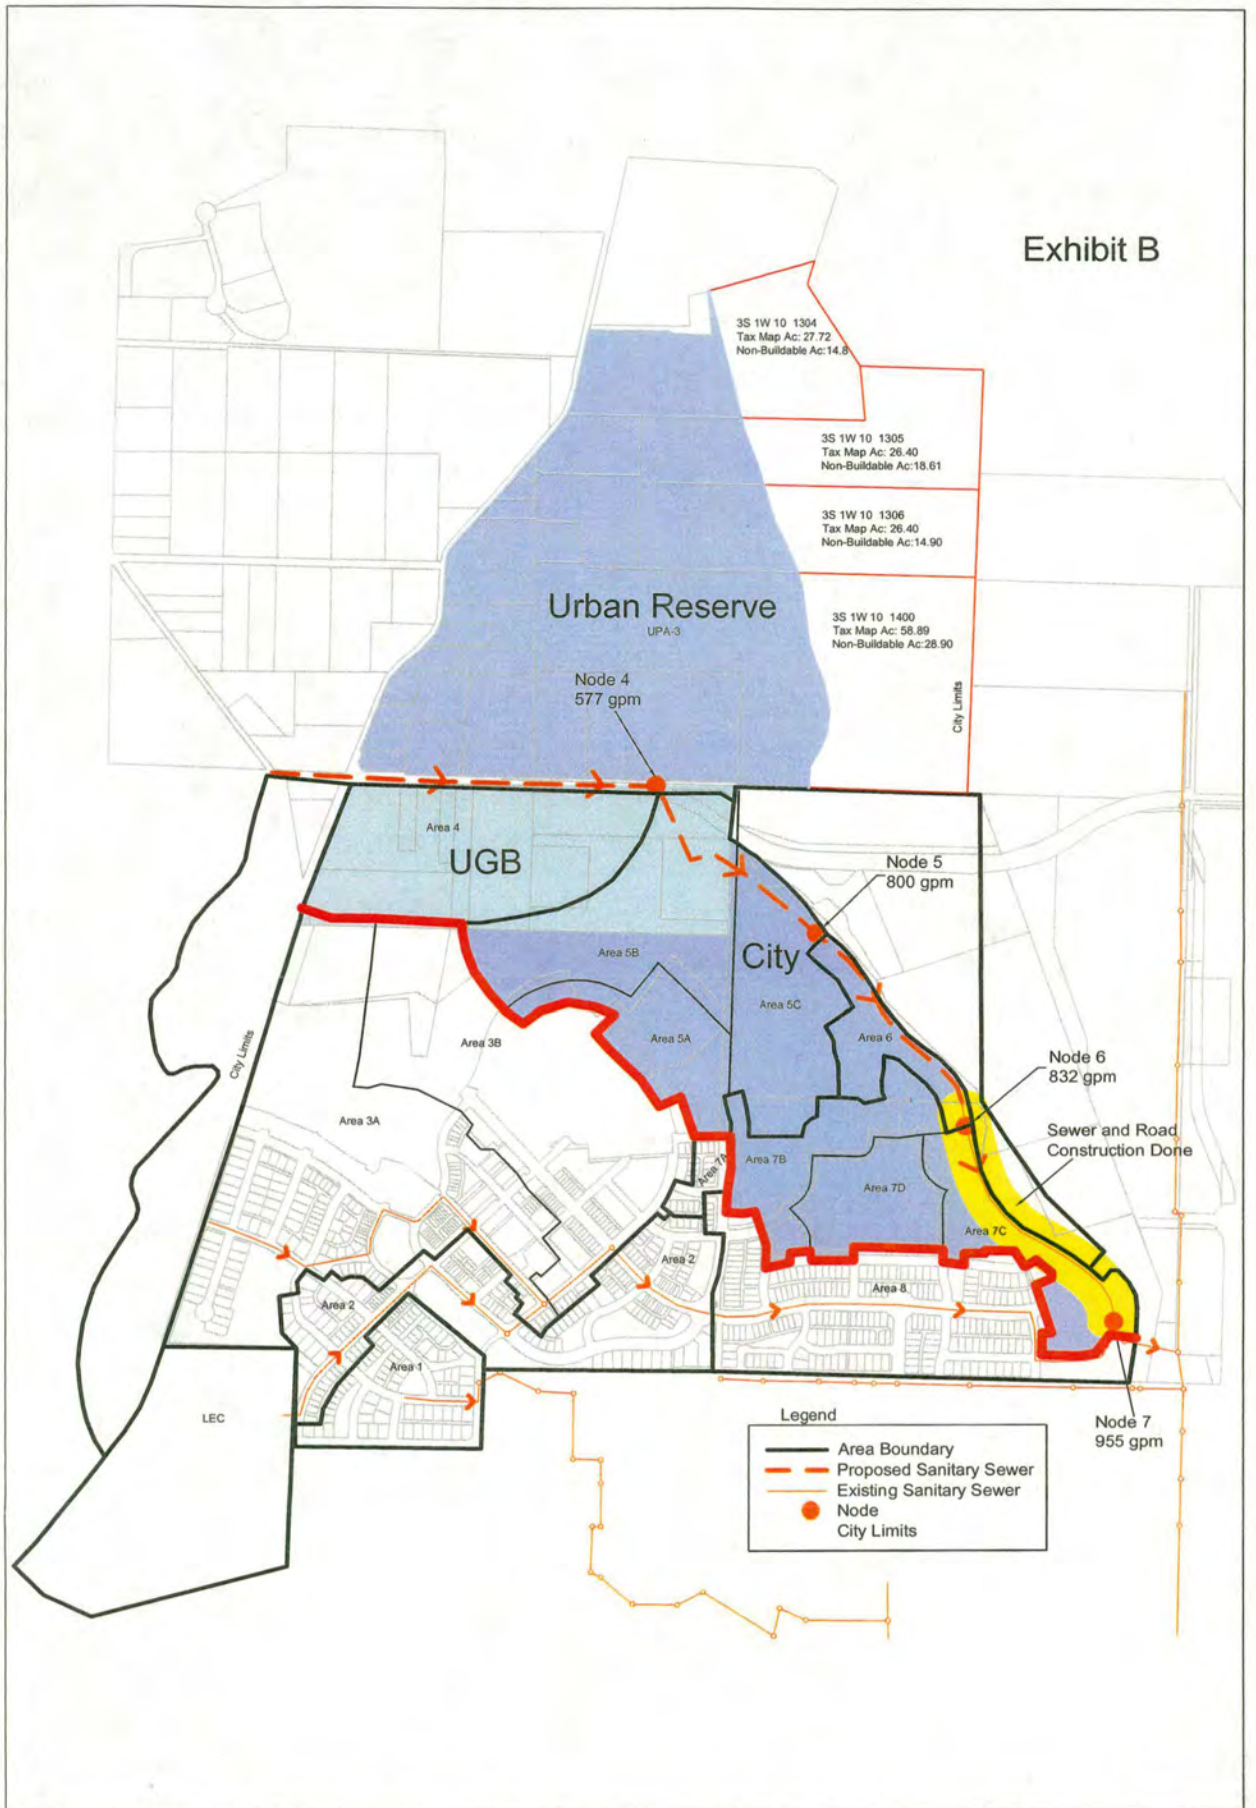 Exhibit B
3S 1W 10 1304
Tax Map Ac: 27.72
Non-Buildable Ac:14.8
3S 1W 10 1305
Tax Map Ac: 26.40
Non-Buildable Ac:18.61
3S 1W 10 1306
Tax Map Ac: 26.40
Non-Buildable Ac:14.90
Urban Reserve
UPA-3
3S 1W 10 1400
Tax Map Ac: 58.89
Non-Buildable Ac:28.90
Node 4
577 gpm
City Limits
Area 4
UGB
Node 5
800 gpm
Area 5B
City
Area 5C
Area 5A
Area 6
Area 3B
City Limits
Node 6
832 gpm
Area 3A
Sewer and Road
Construction Done
Area 7A
Area 7B
Area 7D
Area 7C
Area 2
Area 8
Area 2
Area 1
LEC
Node 7
955 gpm
Legend
Area Boundary
Proposed Sanitary Sewer
Existing Sanitary Sewer
Node
City Limits